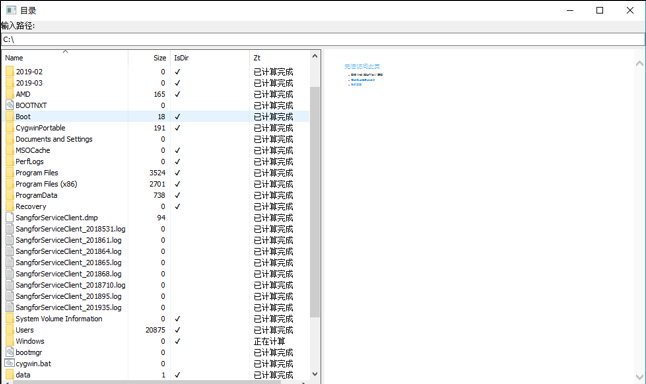 目录
输入路径:
C:\
Name Size IsDir Zt
2019-02 0 ✓ 已计算完成
2019-03 0 ✓ 已计算完成
AMD 165 ✓ 已计算完成
BOOTNXT 0 已计算完成
Boot 18 ✓ 已计算完成
CygwinPortable 191 ✓ 已计算完成
Documents and Settings 0 已计算完成
MSOCache 0 ✓ 已计算完成
PerfLogs 0 ✓ 已计算完成
Program Files 3524 ✓ 已计算完成
Program Files (x86) 2701 ✓ 已计算完成
ProgramData 738 ✓ 已计算完成
Recovery 0 ✓ 已计算完成
SangforServiceClient.dmp 94 已计算完成
SangforServiceClient_2018531.log 0 已计算完成
SangforServiceClient_201861.log 0 已计算完成
SangforServiceClient_201864.log 0 已计算完成
SangforServiceClient_201865.log 0 已计算完成
SangforServiceClient_201868.log 0 已计算完成
SangforServiceClient_2018710.log 0 已计算完成
SangforServiceClient_201895.log 0 已计算完成
SangforServiceClient_201935.log 0 已计算完成
System Volume Information 0 ✓ 已计算完成
Users 20875 ✓ 已计算完成
Windows 0 ✓ 正在计算
bootmgr 0 已计算完成
cygwin.bat 0 已计算完成
data 1 ✓ 已计算完成